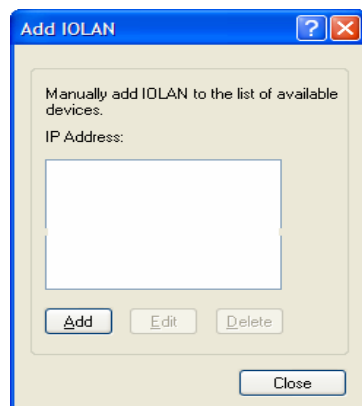 Add IOLAN
?
Manually add IOLAN to the list of available
devices.
IP Address:
Add Edit Delete
Close